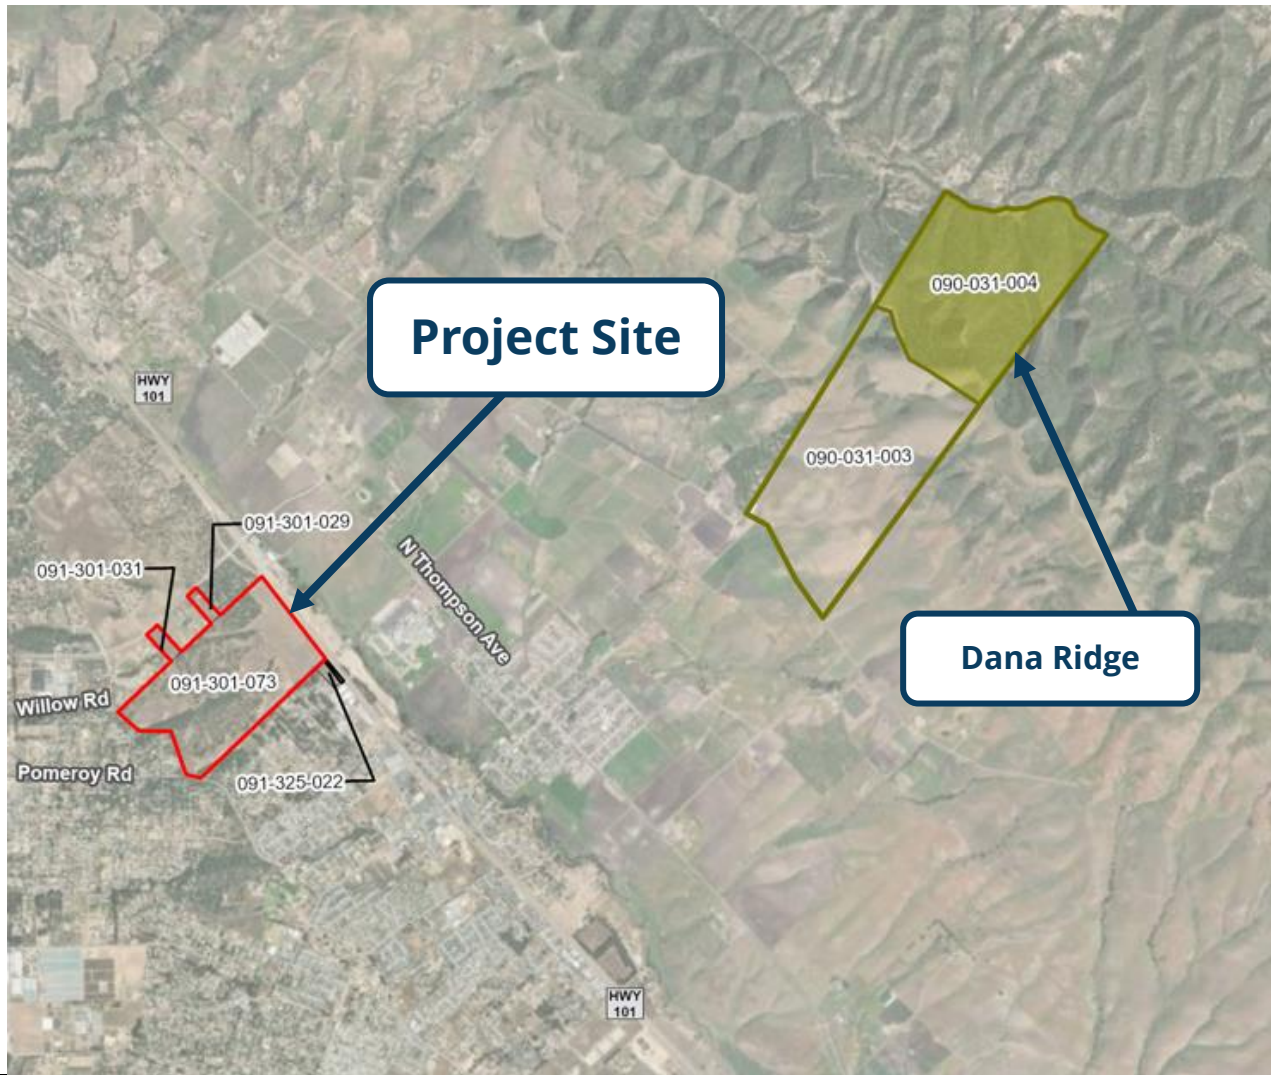 090-031-004
Project Site
HWY
101
090-031-003
091-301-029
N Thompson Ave
091-301-031
Dana Ridge
091-301-073
Willow Rd
Pomeroy Rd
091-325-022
HWY
101